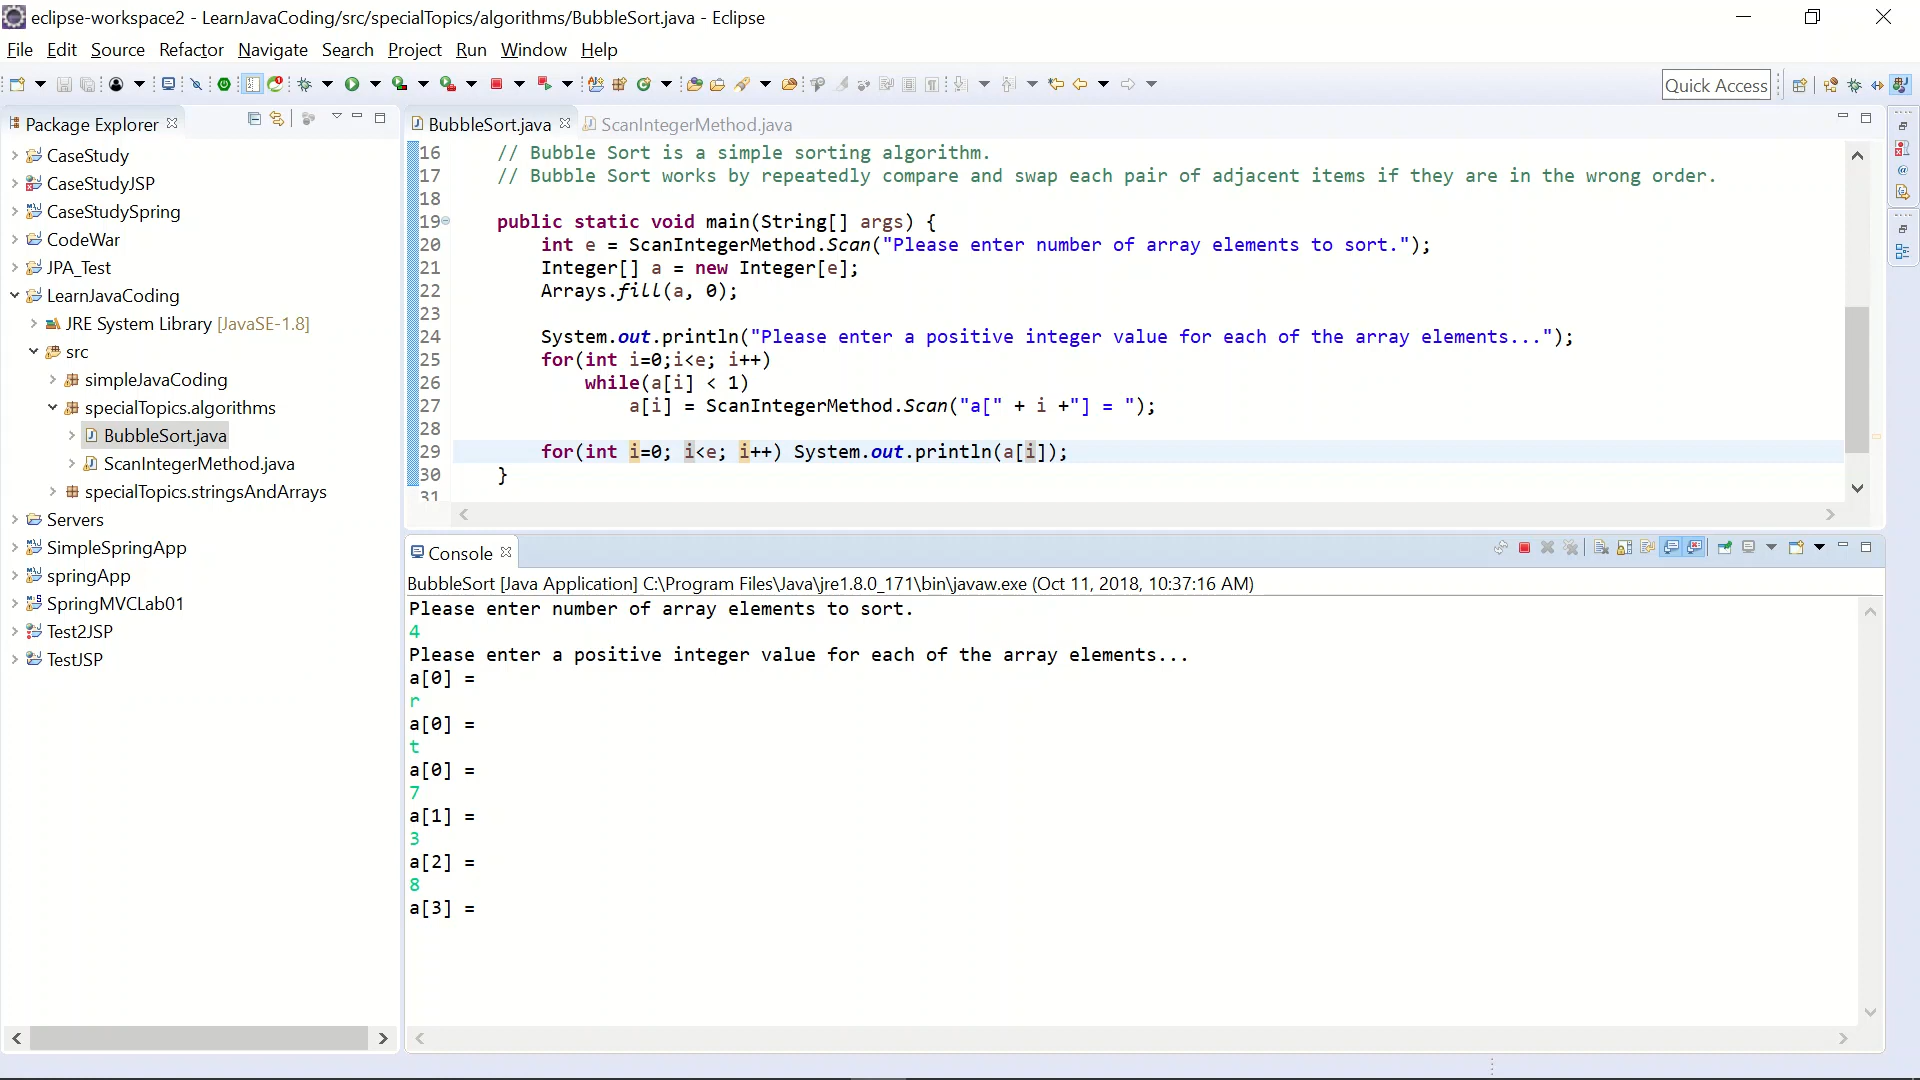 eclipse-workspace2 - LearnJavaCoding/src/specialTopics/algorithms/BubbleSort.java - Eclipse
File Edit Source Refactor Navigate Search Project Run Window Help
Quick Access
Package Explorer
CaseStudy
CaseStudyJSP
CaseStudySpring
CodeWar
JPA_Test
LearnJavaCoding
JRE System Library [JavaSE-1.8]
src
simpleJavaCoding
specialTopics.algorithms
BubbleSort.java
ScanIntegerMethod.java
specialTopics.stringsAndArrays
Servers
SimpleSpringApp
springApp
SpringMVCLab01
Test2JSP
TestJSP
BubbleSort.java ScanIntegerMethod.java
16 // Bubble Sort is a simple sorting algorithm.
17 // Bubble Sort works by repeatedly compare and swap each pair of adjacent items if they are in the wrong order.
18
19 public static void main(String[] args) {
20 int e = ScanIntegerMethod.Scan("Please enter number of array elements to sort.");
21 Integer[] a = new Integer[e];
22 Arrays.fill(a, 0);
23
24 System.out.println("Please enter a positive integer value for each of the array elements...");
25 for(int i=0;i<e; i++)
26 while(a[i] < 1)
27 a[i] = ScanIntegerMethod.Scan("a[" + i +"] = ");
28
29 for(int i=0; i<e; i++) System.out.println(a[i]);
30 }
31
Console
BubbleSort [Java Application] C:\Program Files\Java\jre1.8.0_171\bin\javaw.exe (Oct 11, 2018, 10:37:16 AM)
Please enter number of array elements to sort.
4
Please enter a positive integer value for each of the array elements...
a[0] =
r
a[0] =
t
a[0] =
7
a[1] =
3
a[2] =
8
a[3] =